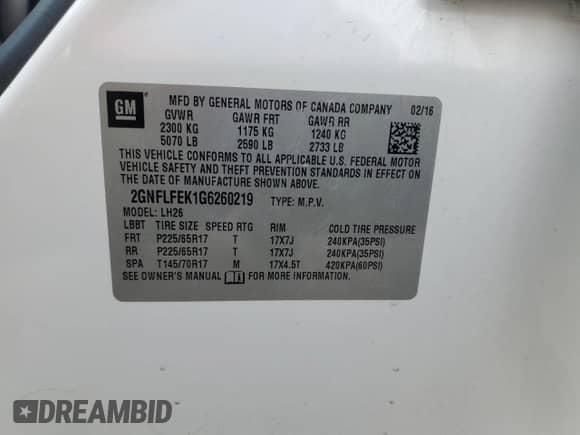 GM
MFD BY GENERAL MOTORS OF CANADA COMPANY 02/16
GVWR GAWR FRT GAWR RR
2300 KG 1175 KG 1240 KG
5070 LB 2590 LB 2733 LB
THIS VEHICLE CONFORMS TO ALL APPLICABLE U.S. FEDERAL MOTOR
VEHICLE SAFETY AND THEFT PREVENTION STANDARDS IN EFFECT ON
THE DATE OF MANUFACTURE SHOWN ABOVE.
2GNFLFEK1G6260219 TYPE: M.P.V.
MODEL: LH26
LBBT TIRE SIZE SPEED RTG RIM COLD TIRE PRESSURE
FRT P225/65R17 T 17X7J 240KPA(35PSI)
RR P225/65R17 T 17X7J 240KPA(35PSI)
SPA T145/70R17 M 17X4.5T 420KPA(60PSI)
SEE OWNER'S MANUAL FOR MORE INFORMATION.
DREAMBID